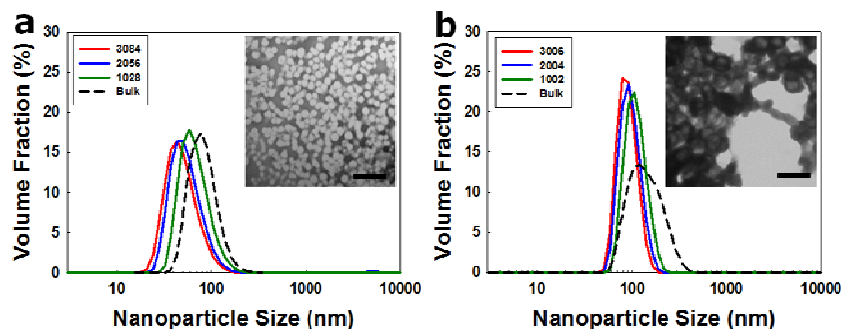 a
Volume Fraction (%)
30
25
20
15
10
5
0
3084
2056
1028
Bulk
10 100 1000 10000
Nanoparticle Size (nm)
b
Volume Fraction (%)
30
25
20
15
10
5
0
3006
2004
1002
Bulk
10 100 1000 10000
Nanoparticle Size (nm)